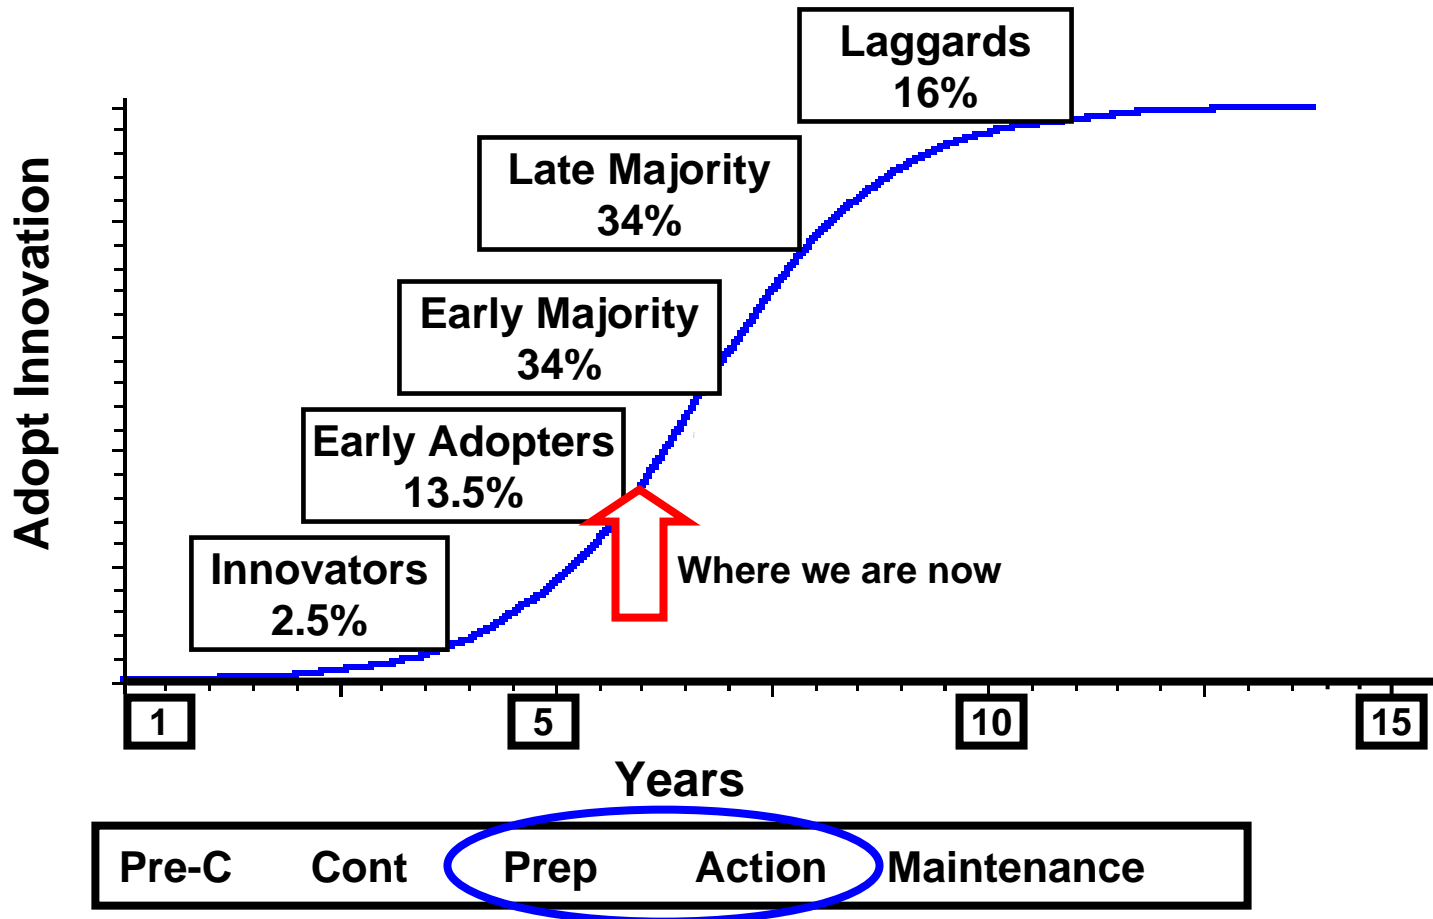 Laggards
16%
Late Majority
34%
Early Majority
34%
Early Adopters
13.5%
Innovators
2.5%
Where we are now
Adopt Innovation
1 5 10 15
Years
Pre-C Cont Prep Action Maintenance